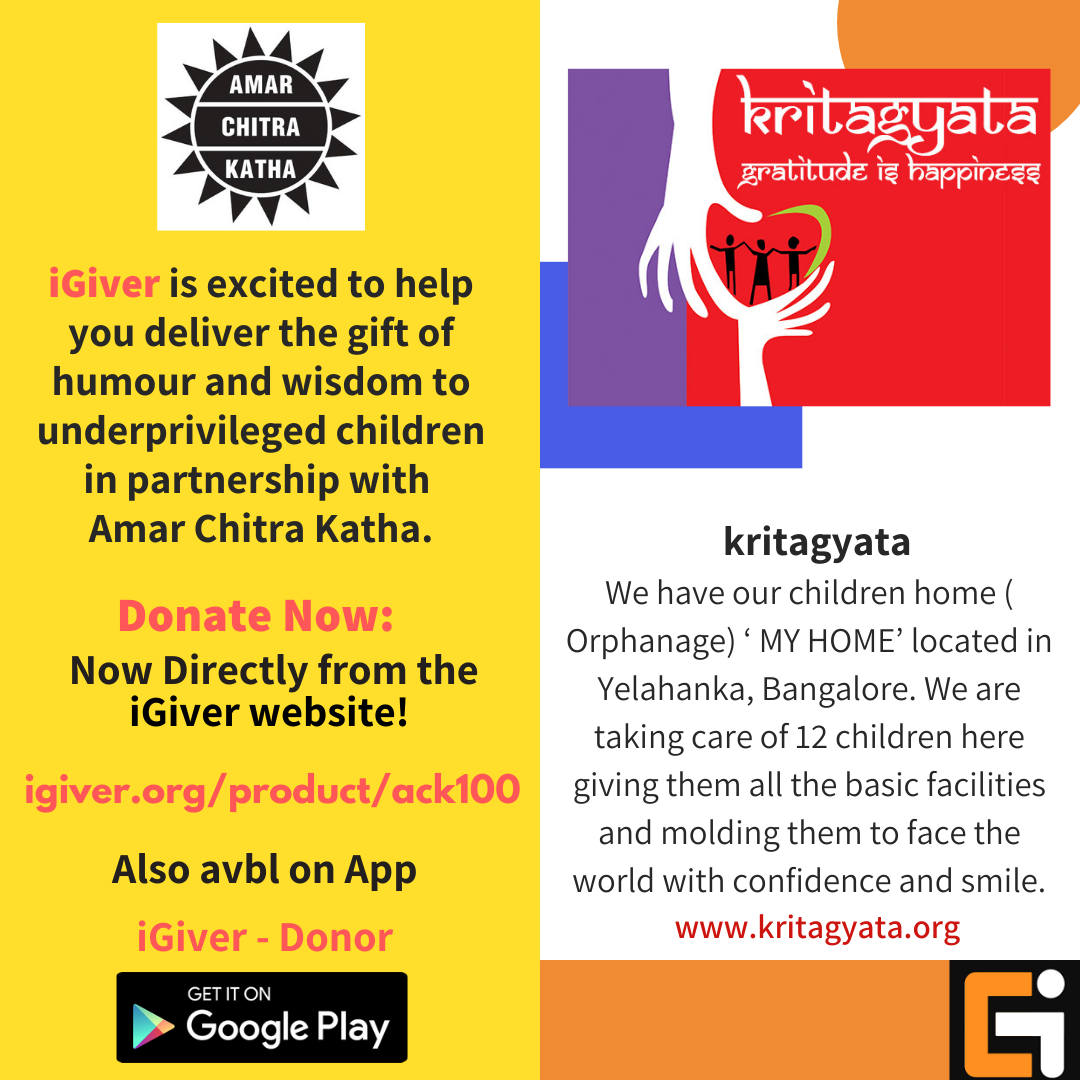 AMAR
CHITRA
KATHA
iGiver is excited to help
you deliver the gift of
humour and wisdom to
underprivileged children
in partnership with
Amar Chitra Katha.
Donate Now:
Now Directly from the
iGiver website!
igiver.org/product/ack100
Also avbl on App
iGiver - Donor
GET IT ON
Google Play
kritagyata
gratitude is happiness
kritagyata
We have our children home (
Orphanage) ‘ MY HOME’ located in
Yelahanka, Bangalore. We are
taking care of 12 children here
giving them all the basic facilities
and molding them to face the
world with confidence and smile.
www.kritagyata.org